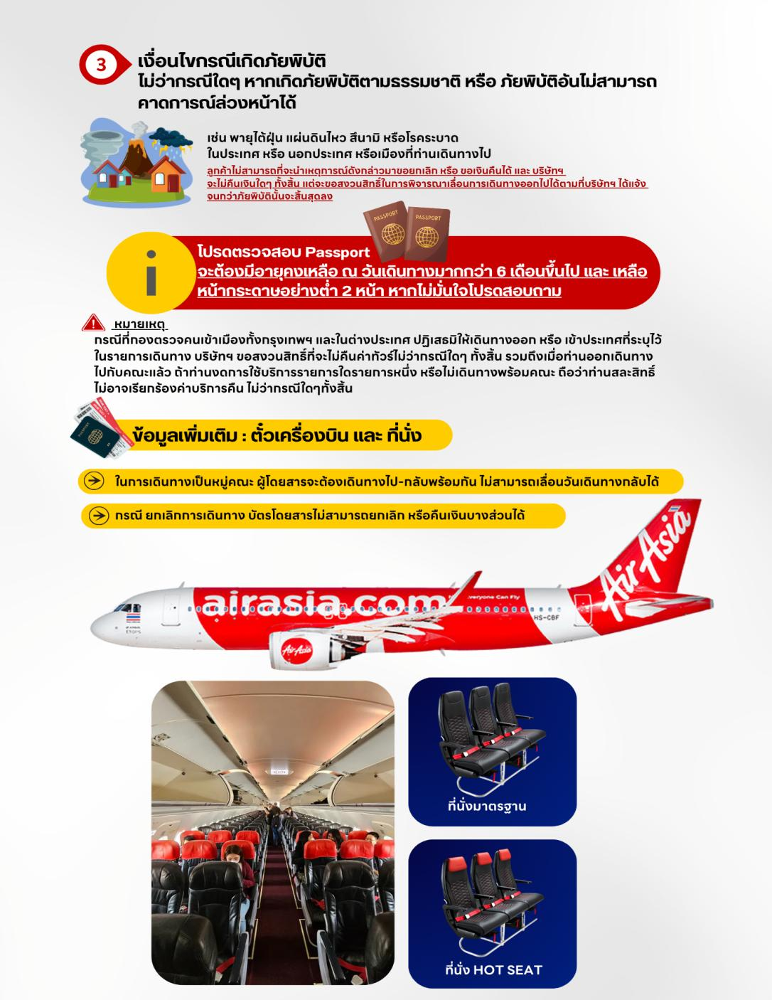 3
เงื่อนไขกรณีเกิดภัยพิบัติ
ไม่ว่ากรณีใดๆ หากเกิดภัยพิบัติตามธรรมชาติ หรือ ภัยพิบัติอันไม่สามารถ
คาดการณ์ล่วงหน้าได้
เช่น พายุไต้ฝุ่น แผ่นดินไหว สึนามิ หรือโรคระบาด
ในประเทศ หรือ นอกประเทศ หรือเมืองที่ท่านเดินทางไป
ลูกค้าไม่สามารถที่จะนำเหตุการณ์ดังกล่าวมาขอยกเลิก หรือ ขอเงินคืนได้ และ บริษัทฯ
จะไม่คืนเงินใดๆ ทั้งสิ้น แต่จะขอสงวนสิทธิ์ในการพิจารณาเลื่อนการเดินทางออกไปได้ตามที่บริษัทฯ ได้แจ้ง
จนกว่าภัยพิบัตินั้นจะสิ้นสุดลง
PASSPORT
PASSPORT
i
โปรดตรวจสอบ Passport
จะต้องมีอายุคงเหลือ ณ วันเดินทางมากกว่า 6 เดือนขึ้นไป และ เหลือ
หน้ากระดาษอย่างต่ำ 2 หน้า หากไม่มั่นใจโปรดสอบถาม
หมายเหตุ
กรณีที่กองตรวจคนเข้าเมืองทั้งกรุงเทพฯ และในต่างประเทศ ปฏิเสธมิให้เดินทางออก หรือ เข้าประเทศที่ระบุไว้
ในรายการเดินทาง บริษัทฯ ขอสงวนสิทธิ์ที่จะไม่คืนค่าทัวร์ไม่ว่ากรณีใดๆ ทั้งสิ้น รวมถึงเมื่อท่านออกเดินทาง
ไปกับคณะแล้ว ถ้าท่านงดการใช้บริการรายการใดรายการหนึ่ง หรือไม่เดินทางพร้อมคณะ ถือว่าท่านสละสิทธิ์
ไม่อาจเรียกร้องค่าบริการคืน ไม่ว่ากรณีใดๆทั้งสิ้น
PASSPORT
ข้อมูลเพิ่มเติม : ตั๋วเครื่องบิน และ ที่นั่ง
ในการเดินทางเป็นหมู่คณะ ผู้โดยสารจะต้องเดินทางไป-กลับพร้อมกัน ไม่สามารถเลื่อนวันเดินทางกลับได้
กรณี ยกเลิกการเดินทาง บัตรโดยสารไม่สามารถยกเลิก หรือคืนเงินบางส่วนได้
AirAsia
airasia.com
Everyone Can Fly
HS-CBF
ETOPS
AirAsia
ที่นั่งมาตรฐาน
ที่นั่ง HOT SEAT